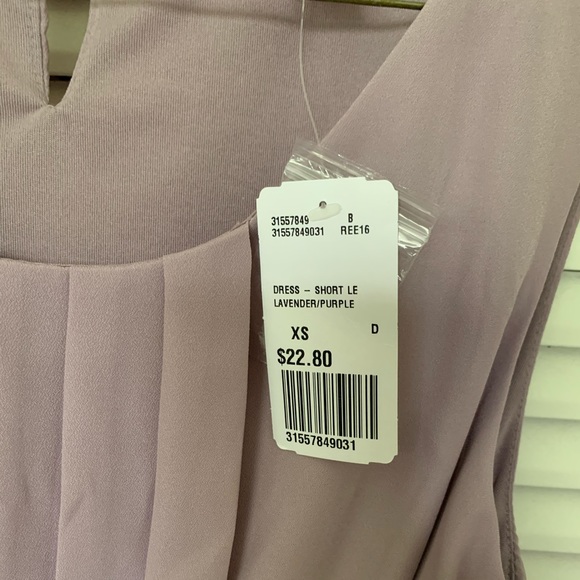 31557849 B
31557849031 REE16
DRESS – SHORT LE
LAVENDER/PURPLE
XS D
$22.80
31557849031